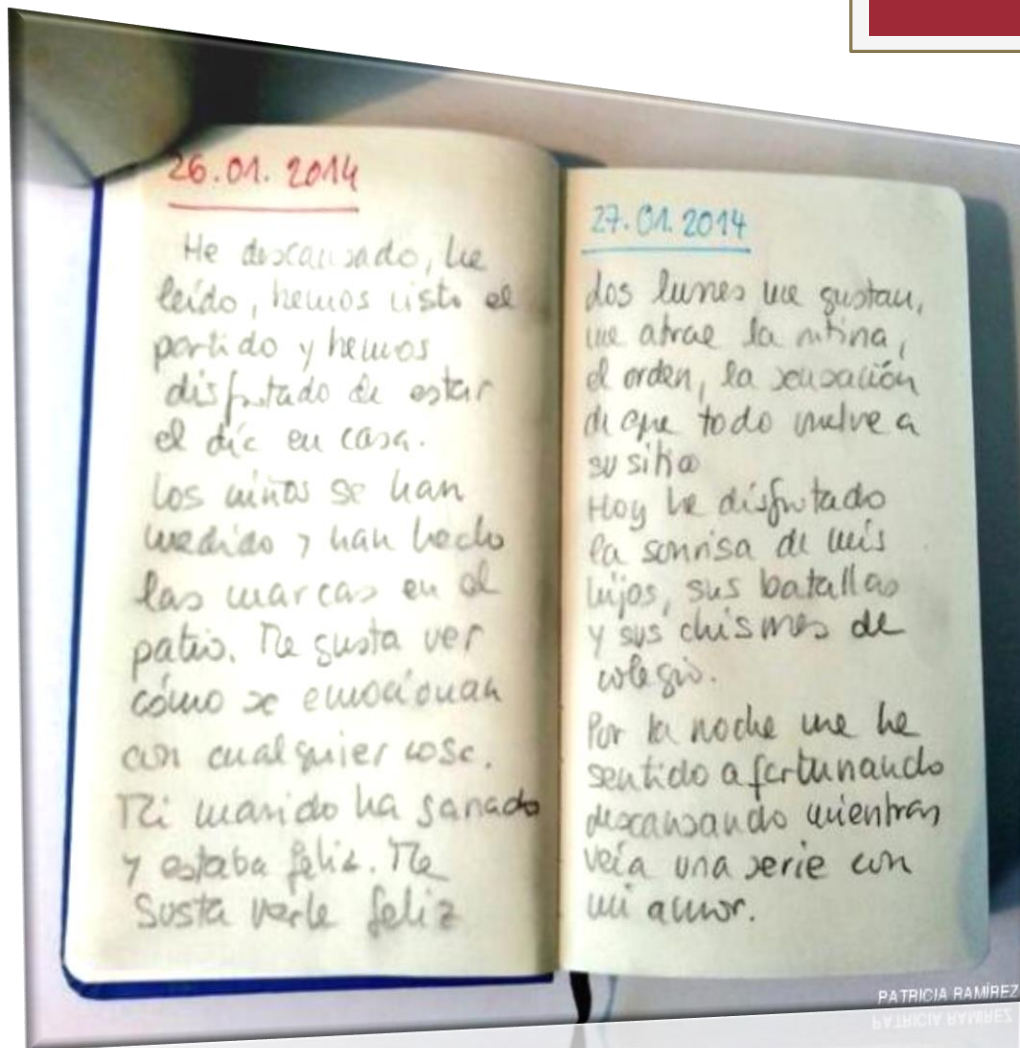 26.01.2014
He descansado, he
leído, hemos visto el
partido y hemos
disfrutado de estar
el día en casa.
Los niños se han
medido y han hecho
las marcas en el
patio. Me gusta ver
cómo se emocionan
con cualquier cosa.
Mi marido ha ganado
y estaba feliz. Me
gusta verle feliz
27.01.2014
Los lunes me gustan,
me atrae la rutina,
el orden, la sensación
de que todo vuelve a
su sitio
Hoy he disfrutado
la sonrisa de mis
hijos, sus batallas
y sus chismes de
colegio.
Por la noche me he
sentido afortunando
descansando mientras
veía una serie con
mi amor.
PATRICIA RAMÍREZ